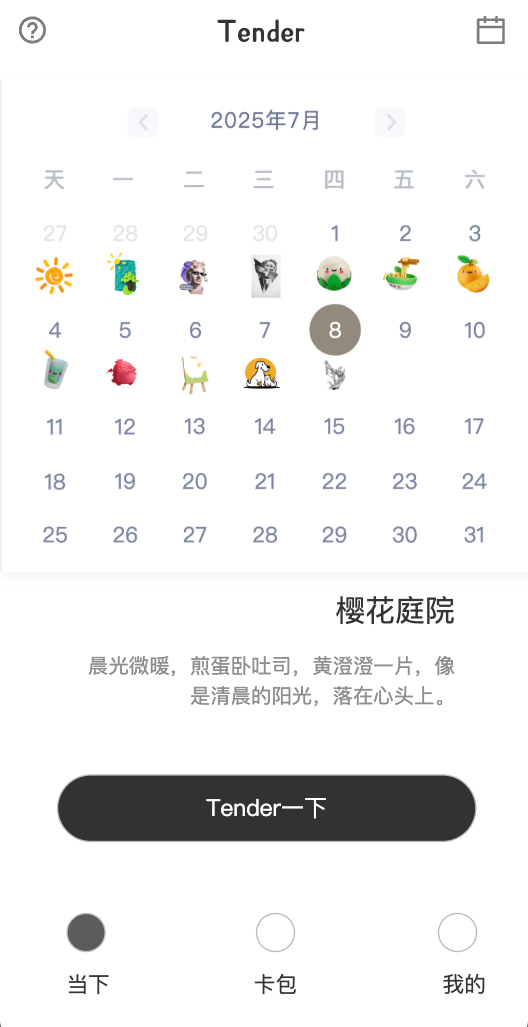 Tender
2025年7月
天 一 二 三 四 五 六
27 28 29 30 1 2 3
4 5 6 7 8 9 10
11 12 13 14 15 16 17
18 19 20 21 22 23 24
25 26 27 28 29 30 31
樱花庭院
晨光微暖，煎蛋卧吐司，黄澄澄一片，像
是清晨的阳光，落在心头上。
Tender一下
当下 卡包 我的